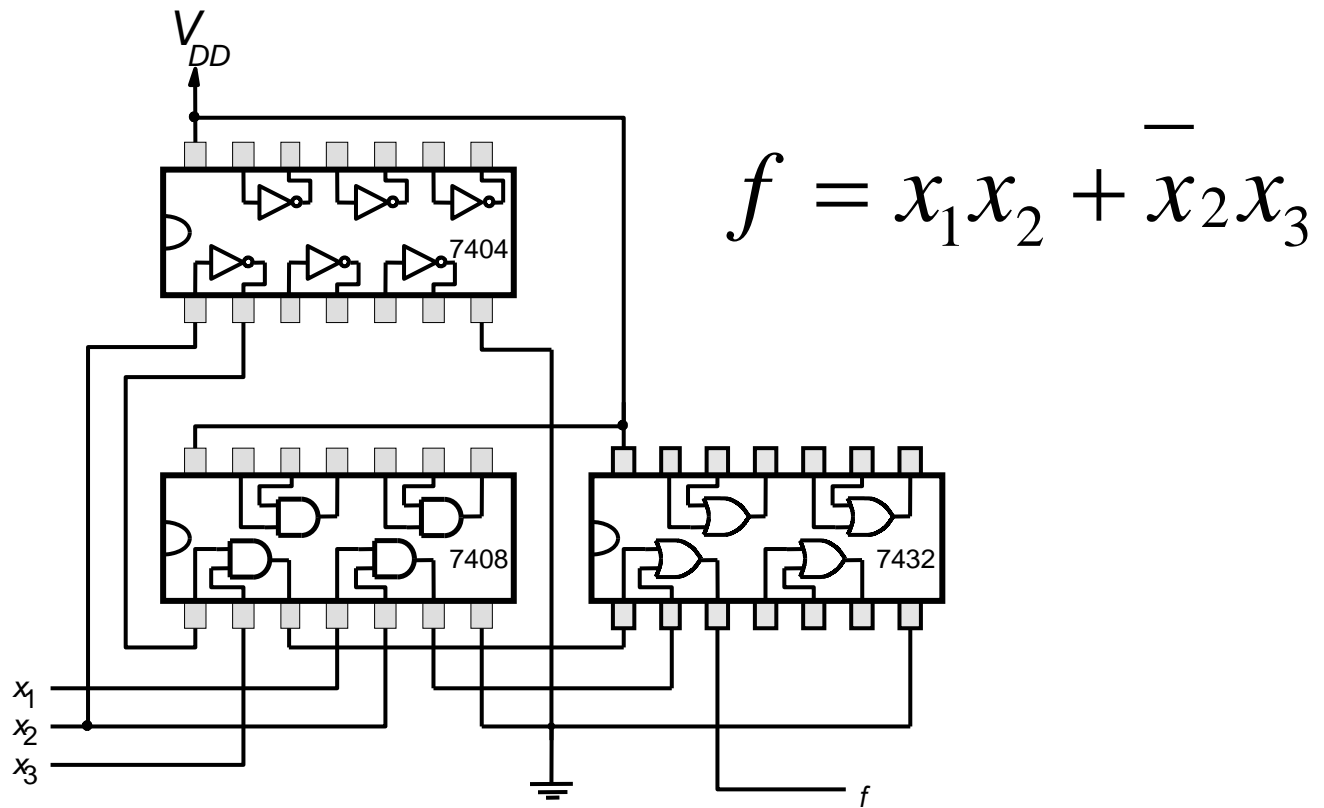 V_DD
f = x₁x₂ + x̅₂x₃
7404
7408
7432
x₁
x₂
x₃
f